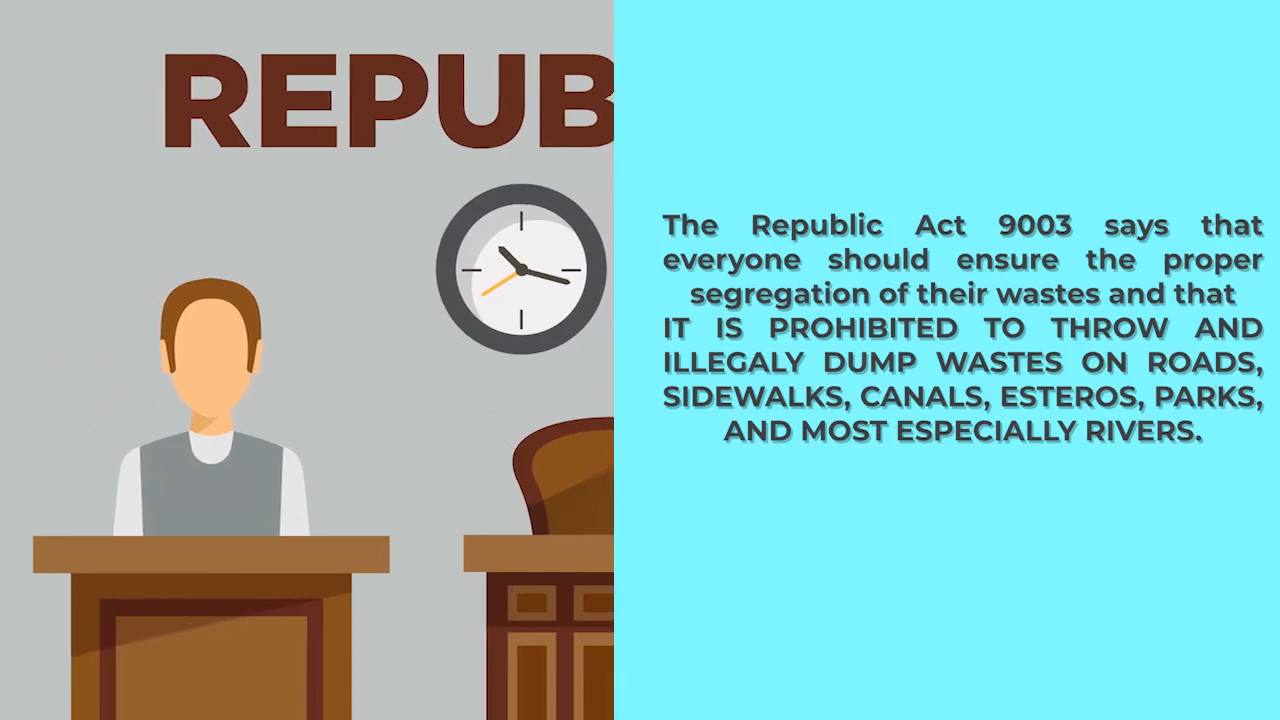 REPUB
The Republic Act 9003 says that
everyone should ensure the proper
segregation of their wastes and that
IT IS PROHIBITED TO THROW AND
ILLEGALY DUMP WASTES ON ROADS,
SIDEWALKS, CANALS, ESTEROS, PARKS,
AND MOST ESPECIALLY RIVERS.